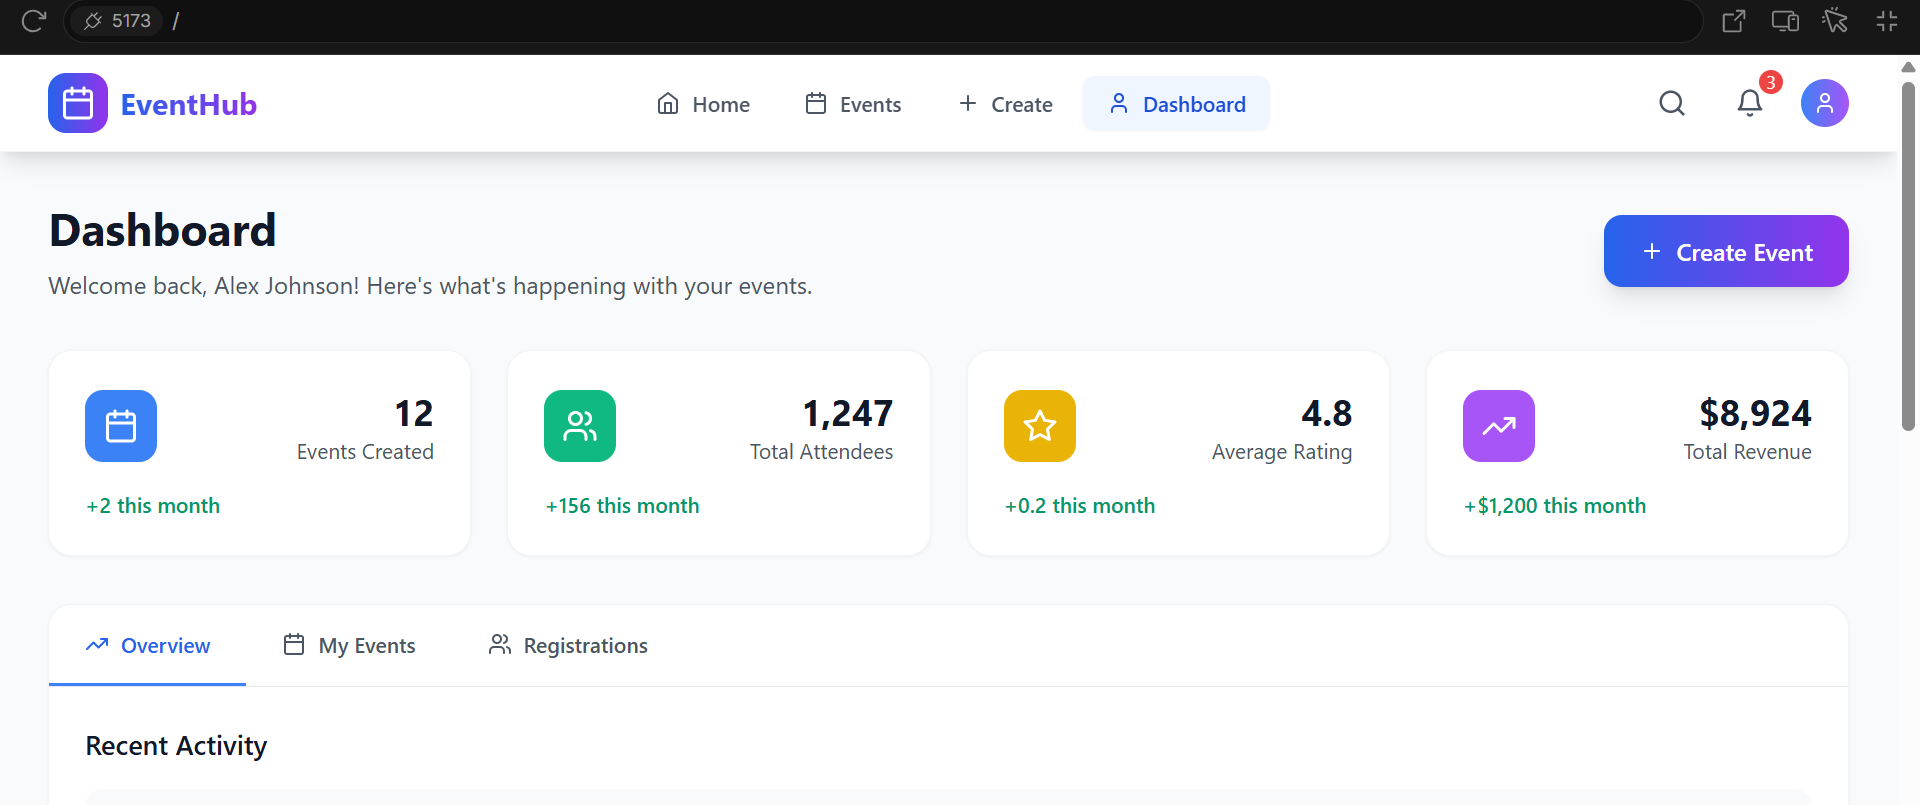 5173 /
EventHub
Home Events Create Dashboard
3
Dashboard
Welcome back, Alex Johnson! Here's what's happening with your events.
Create Event
12
Events Created
+2 this month
1,247
Total Attendees
+156 this month
4.8
Average Rating
+0.2 this month
$8,924
Total Revenue
+$1,200 this month
Overview My Events Registrations
Recent Activity